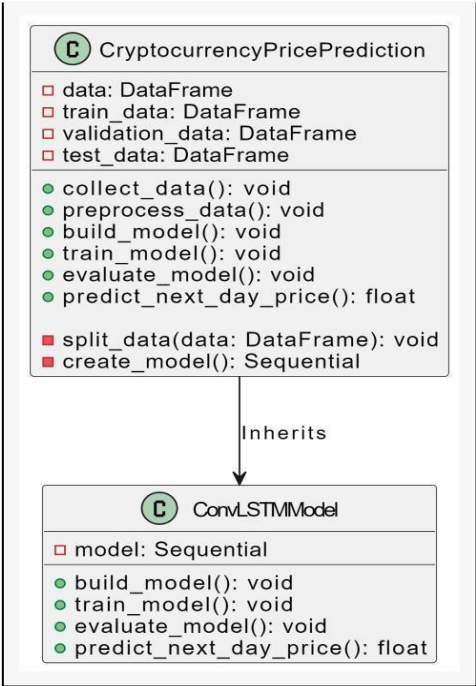 C CryptocurrencyPricePrediction
data: DataFrame
train_data: DataFrame
validation_data: DataFrame
test_data: DataFrame
collect_data(): void
preprocess_data(): void
build_model(): void
train_model(): void
evaluate_model(): void
predict_next_day_price(): float
split_data(data: DataFrame): void
create_model(): Sequential
Inherits
C ConvLSTMModel
model: Sequential
build_model(): void
train_model(): void
evaluate_model(): void
predict_next_day_price(): float